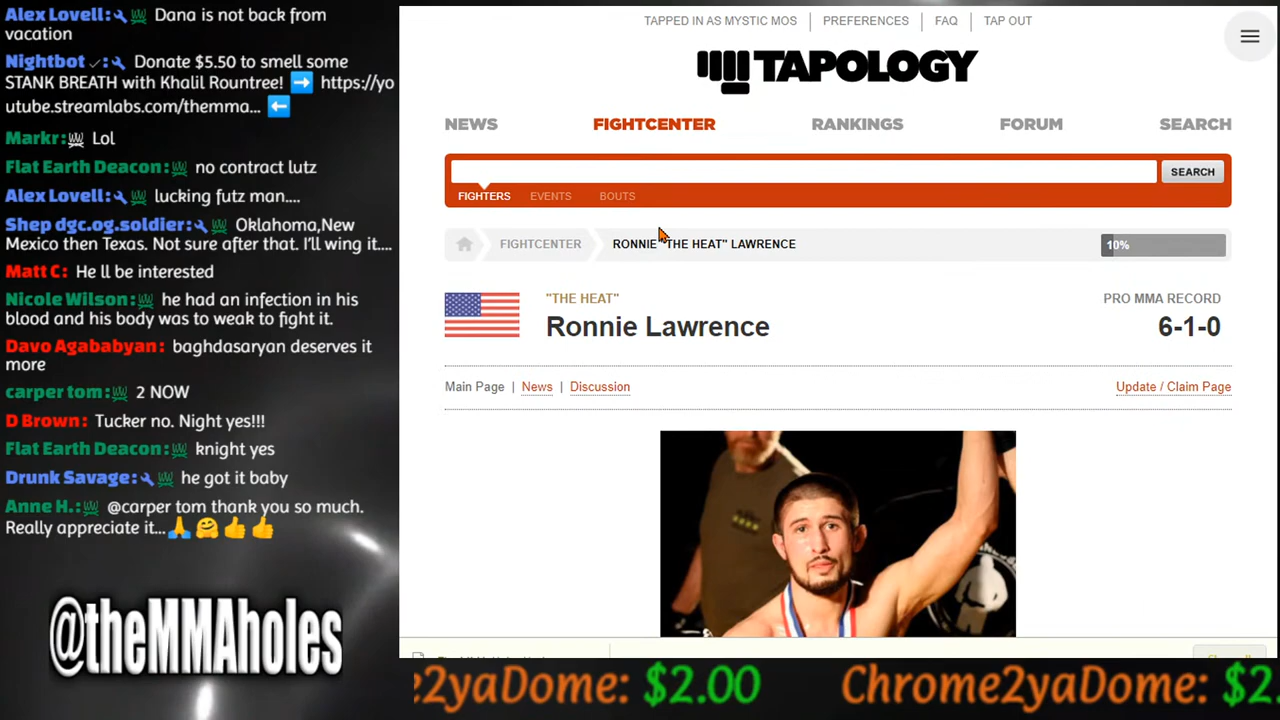 Alex Lovell: Dana is not back from
vacation
Nightbot ✓: Donate $5.50 to smell some
STANK BREATH with Khalil Rountree! ➡ https://yo
utube.streamlabs.com/themma... ⬅
Markr: Lol
Flat Earth Deacon: no contract lutz
Alex Lovell: lucking futz man....
Shep dgc.og.soldier: Oklahoma,New
Mexico then Texas. Not sure after that. I'll wing it....
Matt C: He ll be interested
Nicole Wilson: he had an infection in his
blood and his body was to weak to fight it.
Davo Agababyan: baghdasaryan deserves it
more
carper tom: 2 NOW
D Brown: Tucker no. Night yes!!!
Flat Earth Deacon: knight yes
Drunk Savage: he got it baby
Anne H.: @carper tom thank you so much.
Really appreciate it...🙏🤗👍👍
@theMMAholes
TAPPED IN AS MYSTIC MOS | PREFERENCES | FAQ | TAP OUT
TAPOLOGY
NEWS FIGHTCENTER RANKINGS FORUM SEARCH
SEARCH
FIGHTERS EVENTS BOUTS
FIGHTCENTER RONNIE "THE HEAT" LAWRENCE 10%
"THE HEAT" PRO MMA RECORD
Ronnie Lawrence 6-1-0
Main Page | News | Discussion Update / Claim Page
e2yaDome: $2.00 Chrome2yaDome: $2.